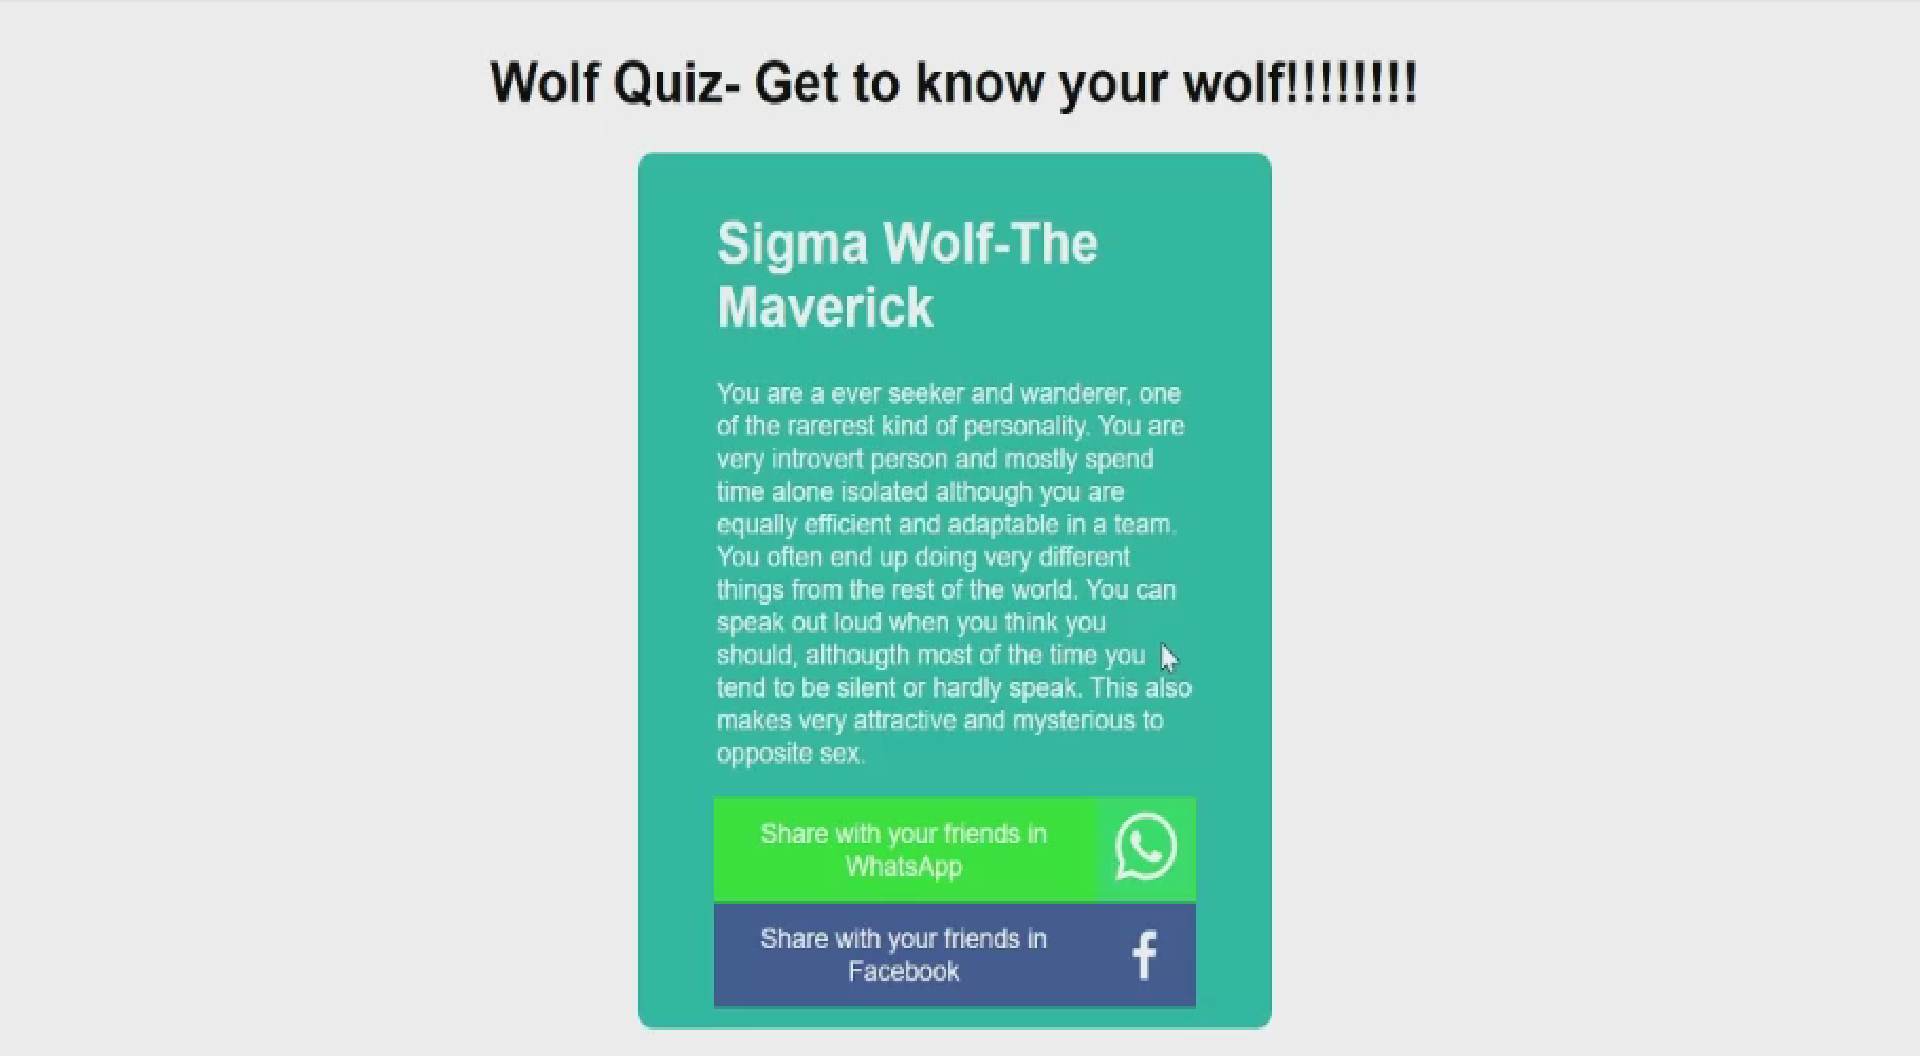 Wolf Quiz- Get to know your wolf!!!!!!!!
Sigma Wolf-The
Maverick
You are a ever seeker and wanderer, one
of the rarerest kind of personality. You are
very introvert person and mostly spend
time alone isolated although you are
equally efficient and adaptable in a team.
You often end up doing very different
things from the rest of the world. You can
speak out loud when you think you
should, althougth most of the time you
tend to be silent or hardly speak. This also
makes very attractive and mysterious to
opposite sex.
Share with your friends in
WhatsApp
Share with your friends in
Facebook